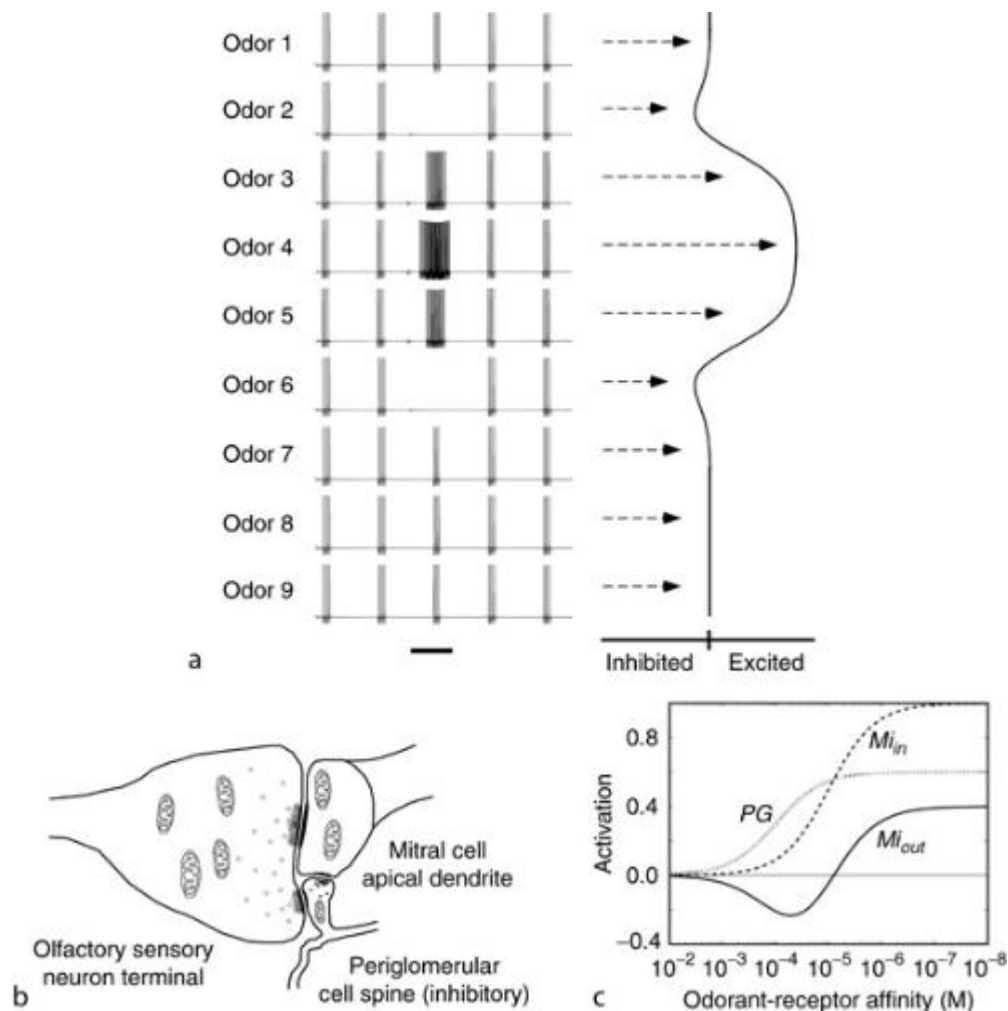 Odor 1
Odor 2
Odor 3
Odor 4
Odor 5
Odor 6
Odor 7
Odor 8
Odor 9
a
Inhibited Excited
Olfactory sensory
neuron terminal
Mitral cell
apical dendrite
Periglomerular
cell spine (inhibitory)
b
Activation
0.8
0.4
0.0
−0.4
PG
Mi_in
Mi_out
10⁻² 10⁻³ 10⁻⁴ 10⁻⁵ 10⁻⁶ 10⁻⁷ 10⁻⁸
Odorant-receptor affinity (M)
c